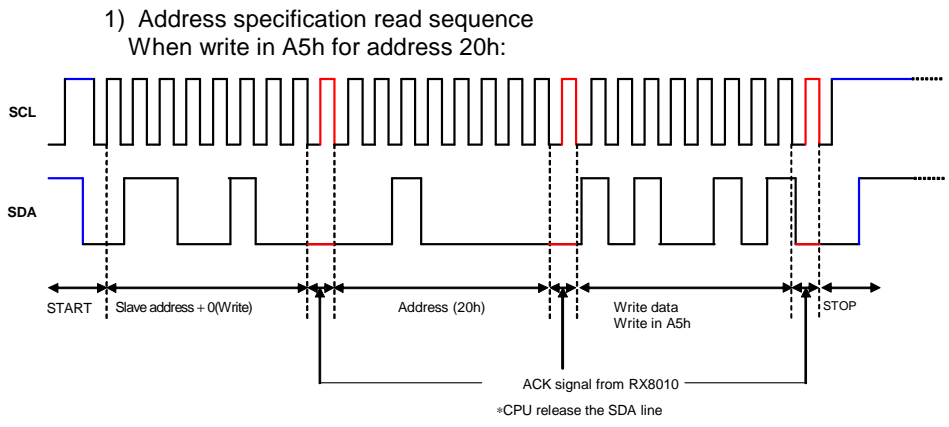 1) Address specification read sequence
When write in A5h for address 20h:
SCL
SDA
START
Slave address + 0(Write)
Address (20h)
Write data
Write in A5h
STOP
ACK signal from RX8010
*CPU release the SDA line